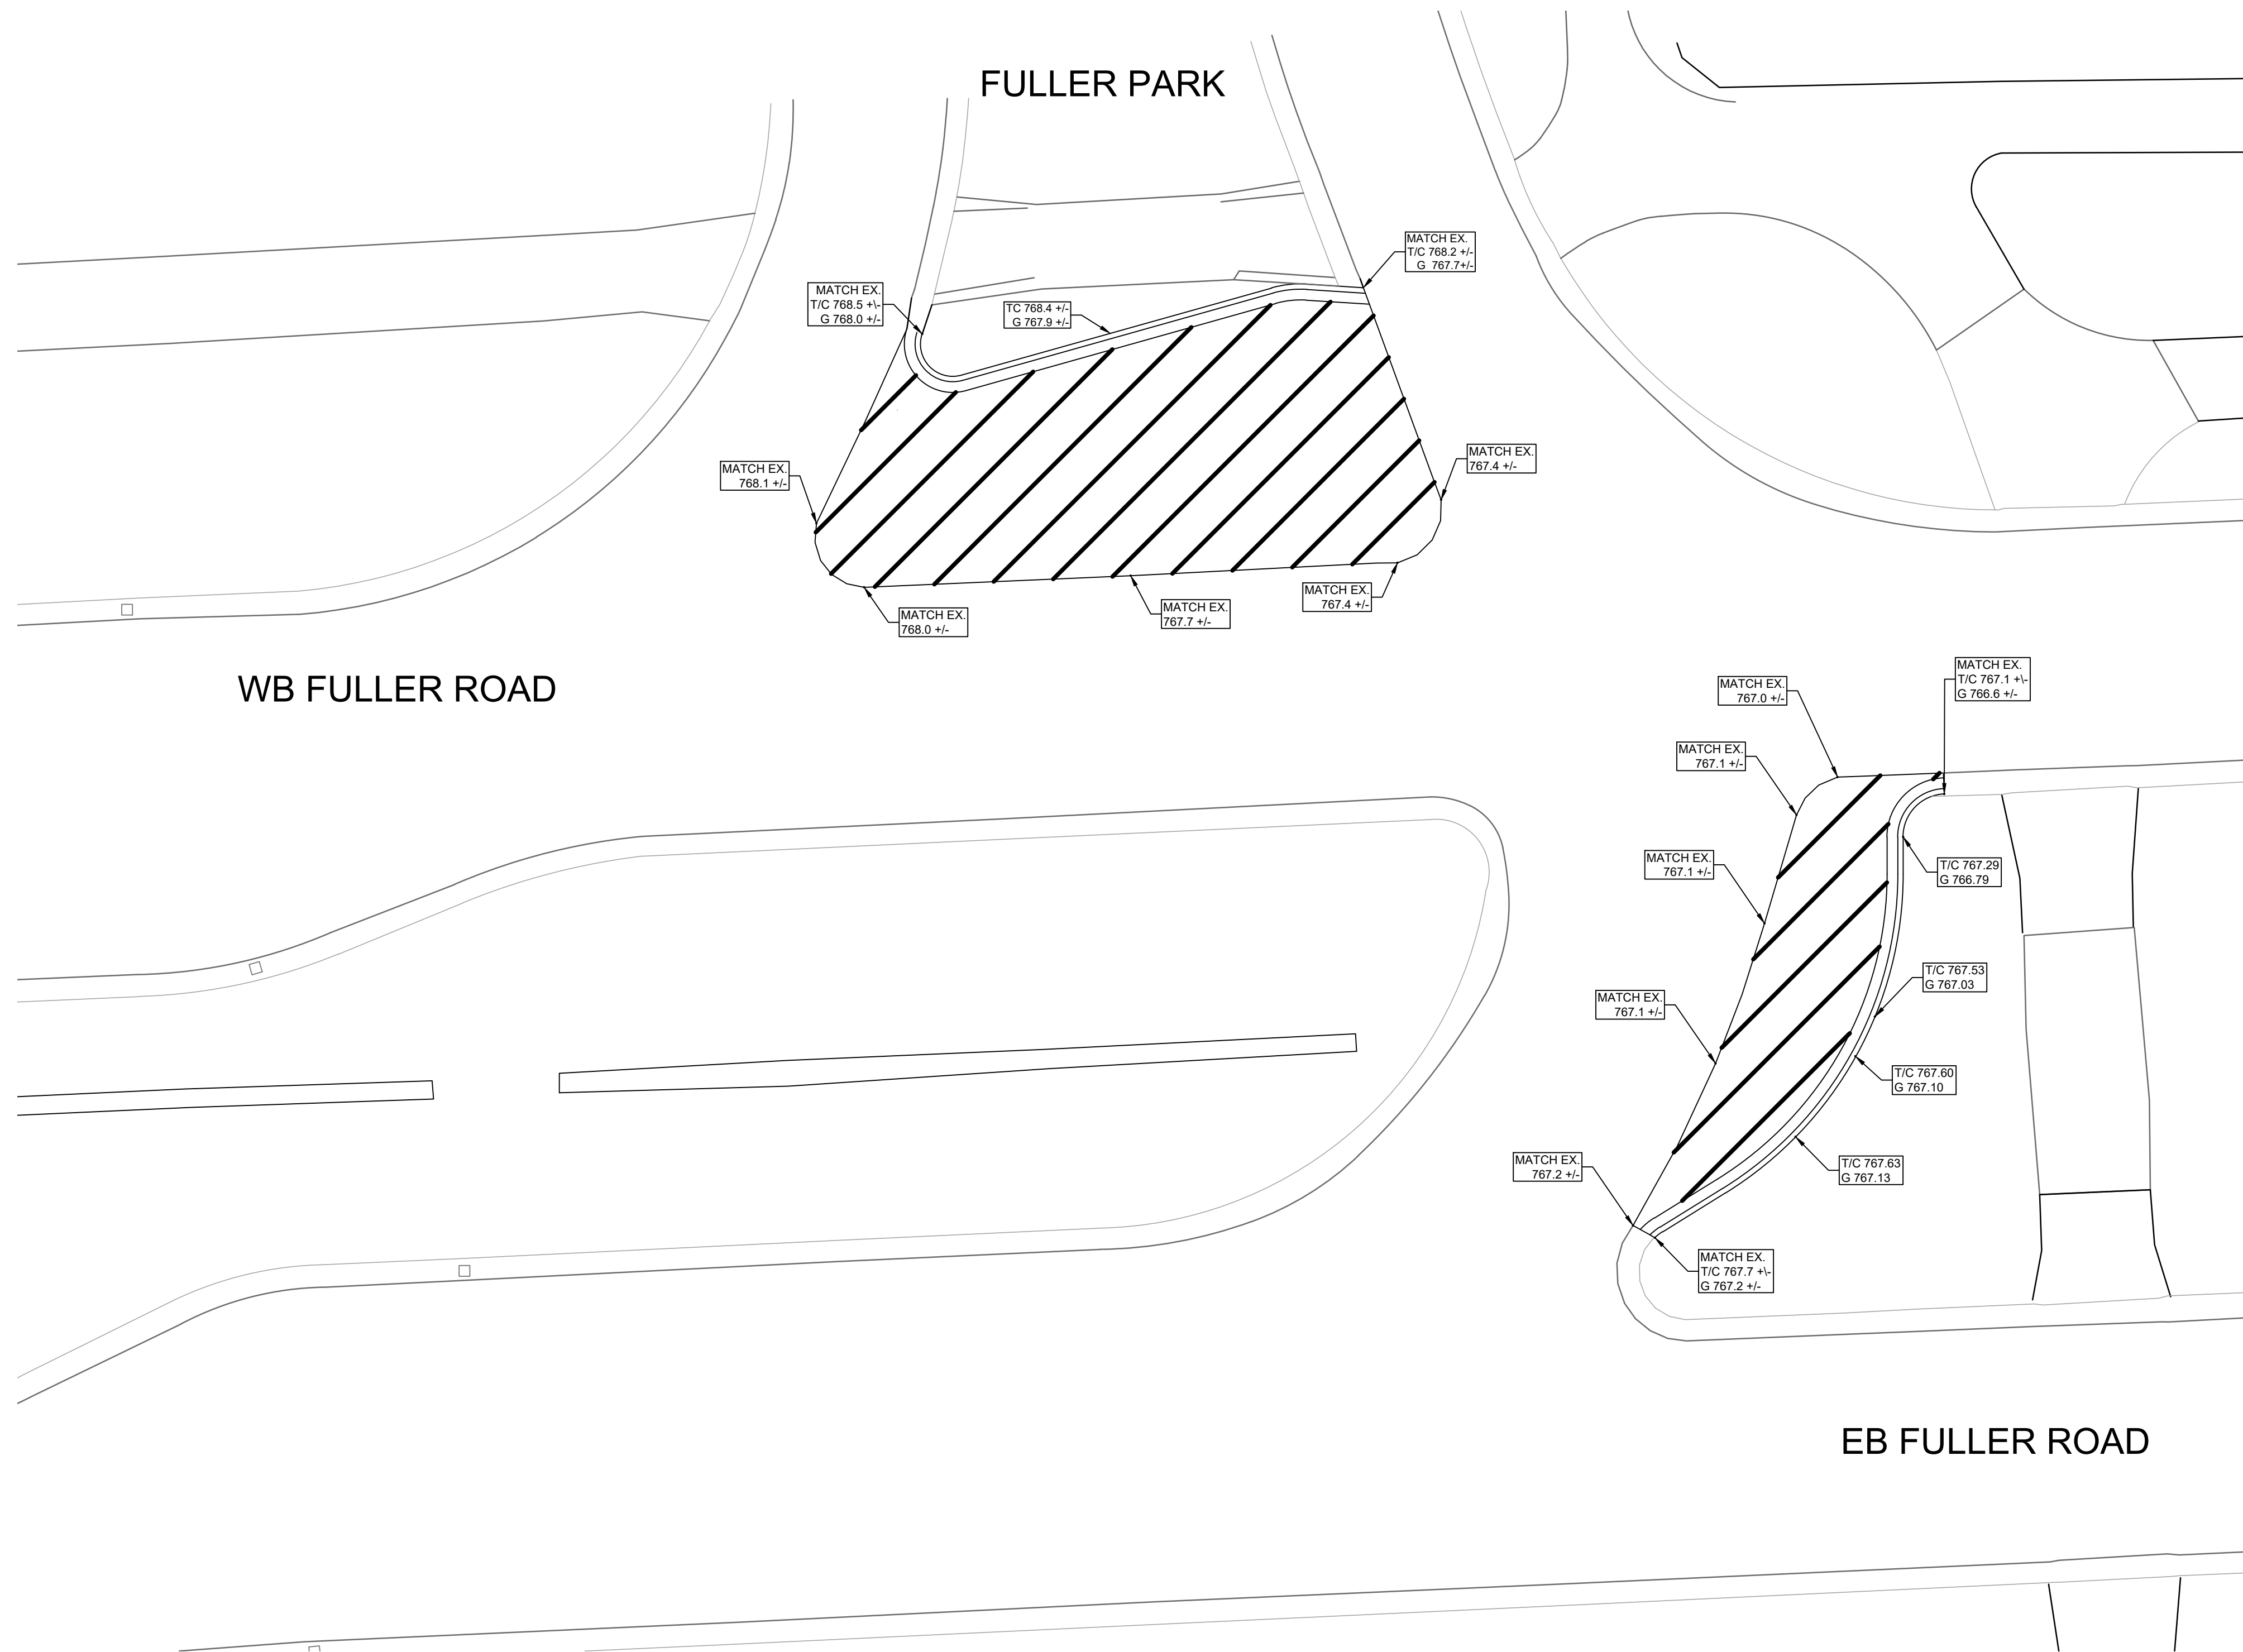 FULLER PARK
MATCH EX.
T/C 768.2 +/-
G 767.7+/-
MATCH EX.
T/C 768.5 +\-
G 768.0 +/-
TC 768.4 +/-
G 767.9 +/-
MATCH EX.
767.4 +/-
MATCH EX.
768.1 +/-
MATCH EX.
767.4 +/-
MATCH EX.
767.7 +/-
MATCH EX.
768.0 +/-
WB FULLER ROAD
MATCH EX.
T/C 767.1 +\-
G 766.6 +/-
MATCH EX.
767.0 +/-
MATCH EX.
767.1 +/-
MATCH EX.
767.1 +/-
T/C 767.29
G 766.79
T/C 767.53
G 767.03
MATCH EX.
767.1 +/-
T/C 767.60
G 767.10
MATCH EX.
767.2 +/-
T/C 767.63
G 767.13
MATCH EX.
T/C 767.7 +\-
G 767.2 +/-
EB FULLER ROAD